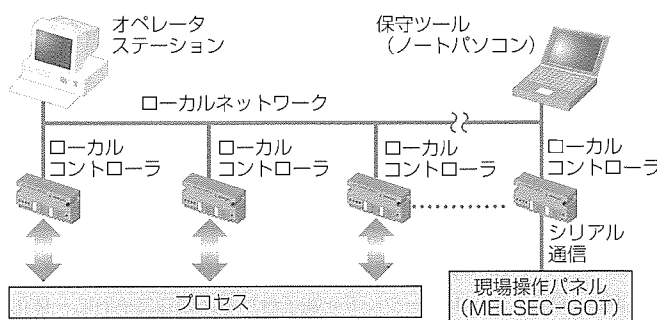 オペレータ
ステーション
保守ツール
（ノートパソコン）
ローカルネットワーク
ローカル
コントローラ
ローカル
コントローラ
ローカル
コントローラ
ローカル
コントローラ
シリアル
通信
プロセス
現場操作パネル
(MELSEC-GOT)